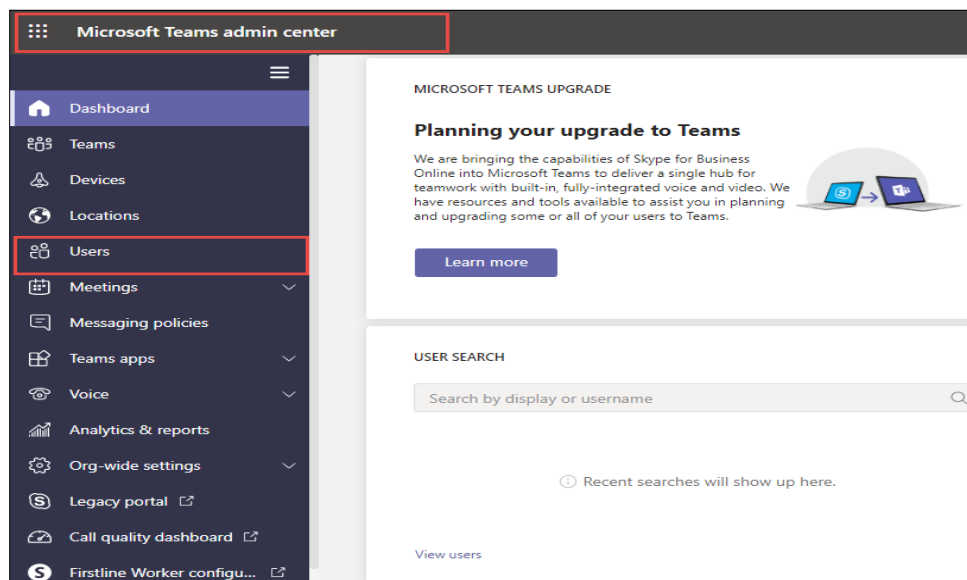 Microsoft Teams admin center
Dashboard
Teams
Devices
Locations
Users
Meetings
Messaging policies
Teams apps
Voice
Analytics & reports
Org-wide settings
Legacy portal
Call quality dashboard
Firstline Worker configu...
MICROSOFT TEAMS UPGRADE
Planning your upgrade to Teams
We are bringing the capabilities of Skype for Business
Online into Microsoft Teams to deliver a single hub for
teamwork with built-in, fully-integrated voice and video. We
have resources and tools available to assist you in planning
and upgrading some or all of your users to Teams.
Learn more
USER SEARCH
Search by display or username
Recent searches will show up here.
View users